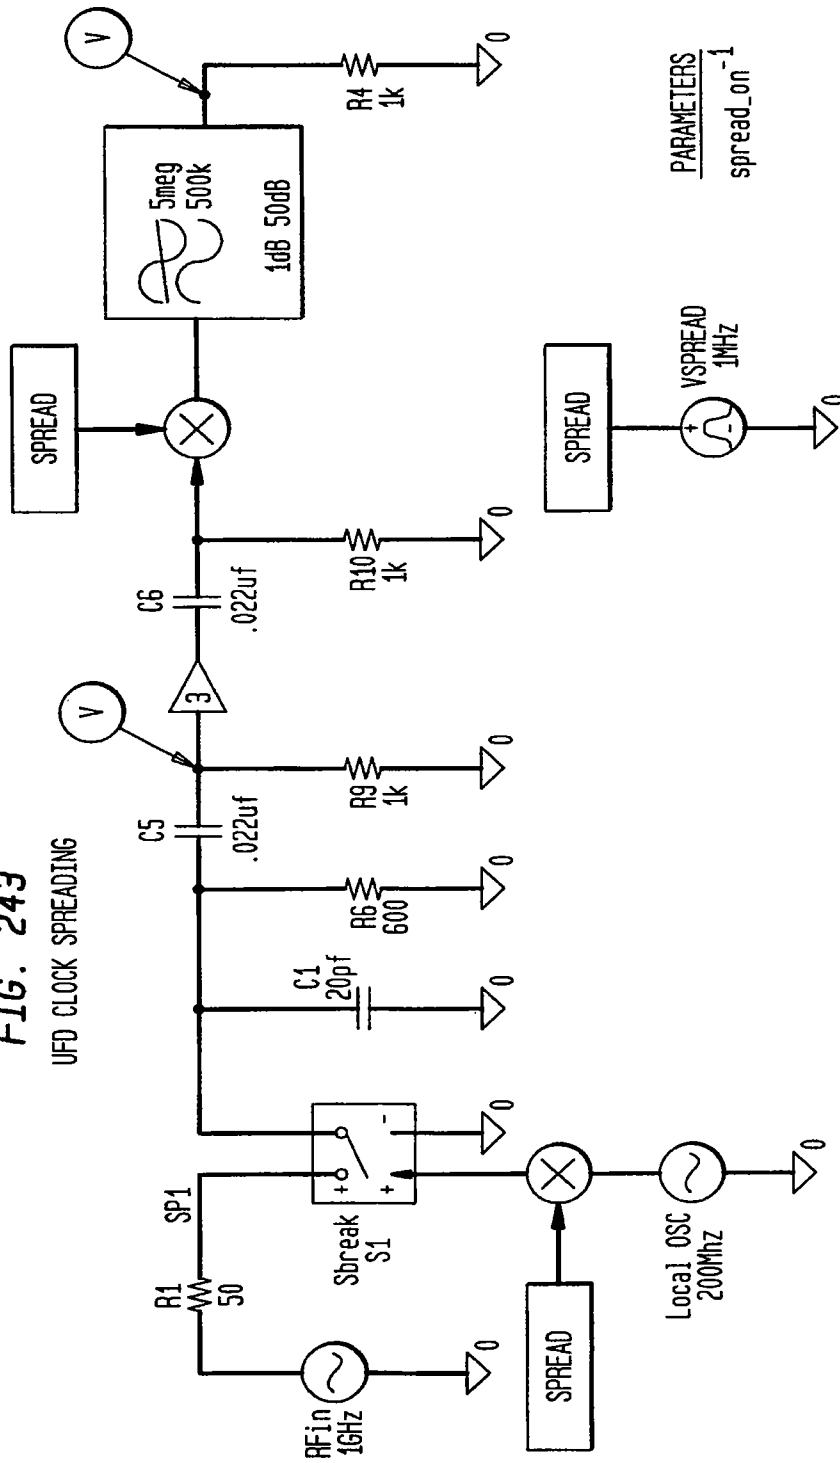 FIG. 243
UFD CLOCK SPREADING
RFin
1GHz
0
R1
50
SP1
+
+
-
Sbreak
S1
0
SPREAD
Local OSC
200Mhz
0
C1
20pf
0
R6
600
0
C5
.022uf
V
R9
1k
0
3
C6
.022uf
R10
1k
0
SPREAD
5meg
500k
1dB 50dB
V
R4
1k
0
SPREAD
+
-
VSPREAD
1MHz
0
PARAMETERS
spread_on-1